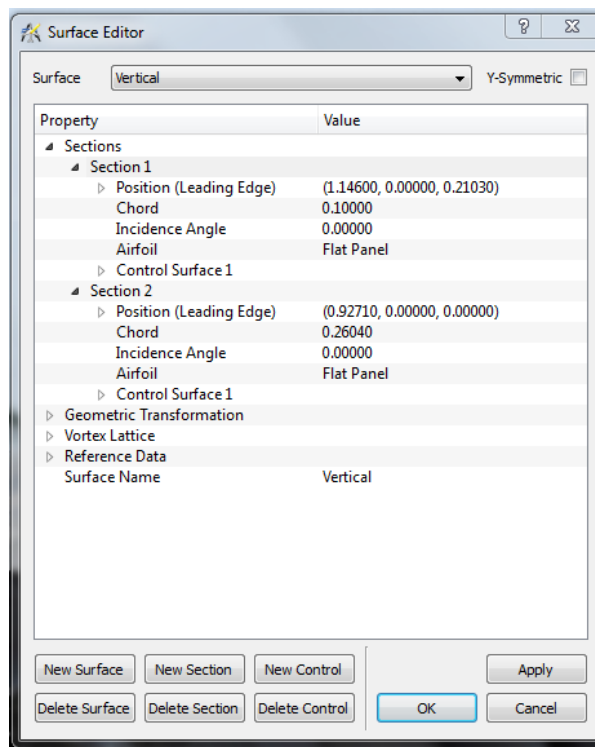 Surface Editor
Surface Vertical Y-Symmetric
Property Value
Sections
Section 1
Position (Leading Edge) (1.14600, 0.00000, 0.21030)
Chord 0.10000
Incidence Angle 0.00000
Airfoil Flat Panel
Control Surface 1
Section 2
Position (Leading Edge) (0.92710, 0.00000, 0.00000)
Chord 0.26040
Incidence Angle 0.00000
Airfoil Flat Panel
Control Surface 1
Geometric Transformation
Vortex Lattice
Reference Data
Surface Name Vertical
New Surface New Section New Control Apply
Delete Surface Delete Section Delete Control OK Cancel